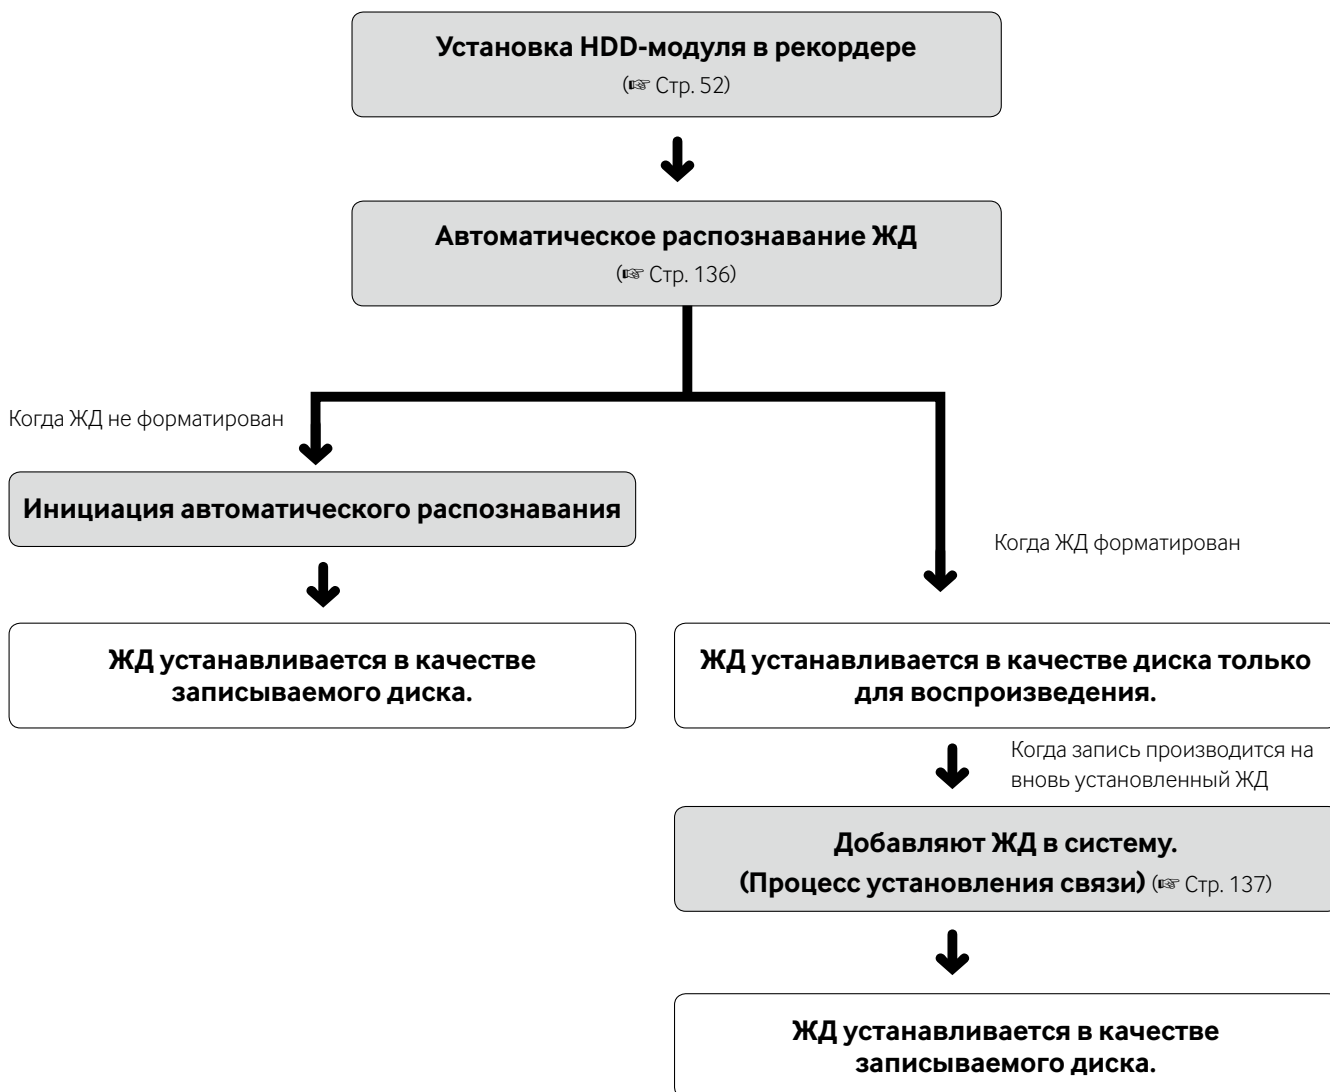 Установка HDD-модуля в рекордере
(☞ Стр. 52)
Автоматическое распознавание ЖД
(☞ Стр. 136)
Когда ЖД не форматирован
Инициация автоматического распознавания
Когда ЖД форматирован
ЖД устанавливается в качестве
записываемого диска.
ЖД устанавливается в качестве диска только
для воспроизведения.
Когда запись производится на
вновь установленный ЖД
Добавляют ЖД в систему.
(Процесс установления связи) (☞ Стр. 137)
ЖД устанавливается в качестве
записываемого диска.